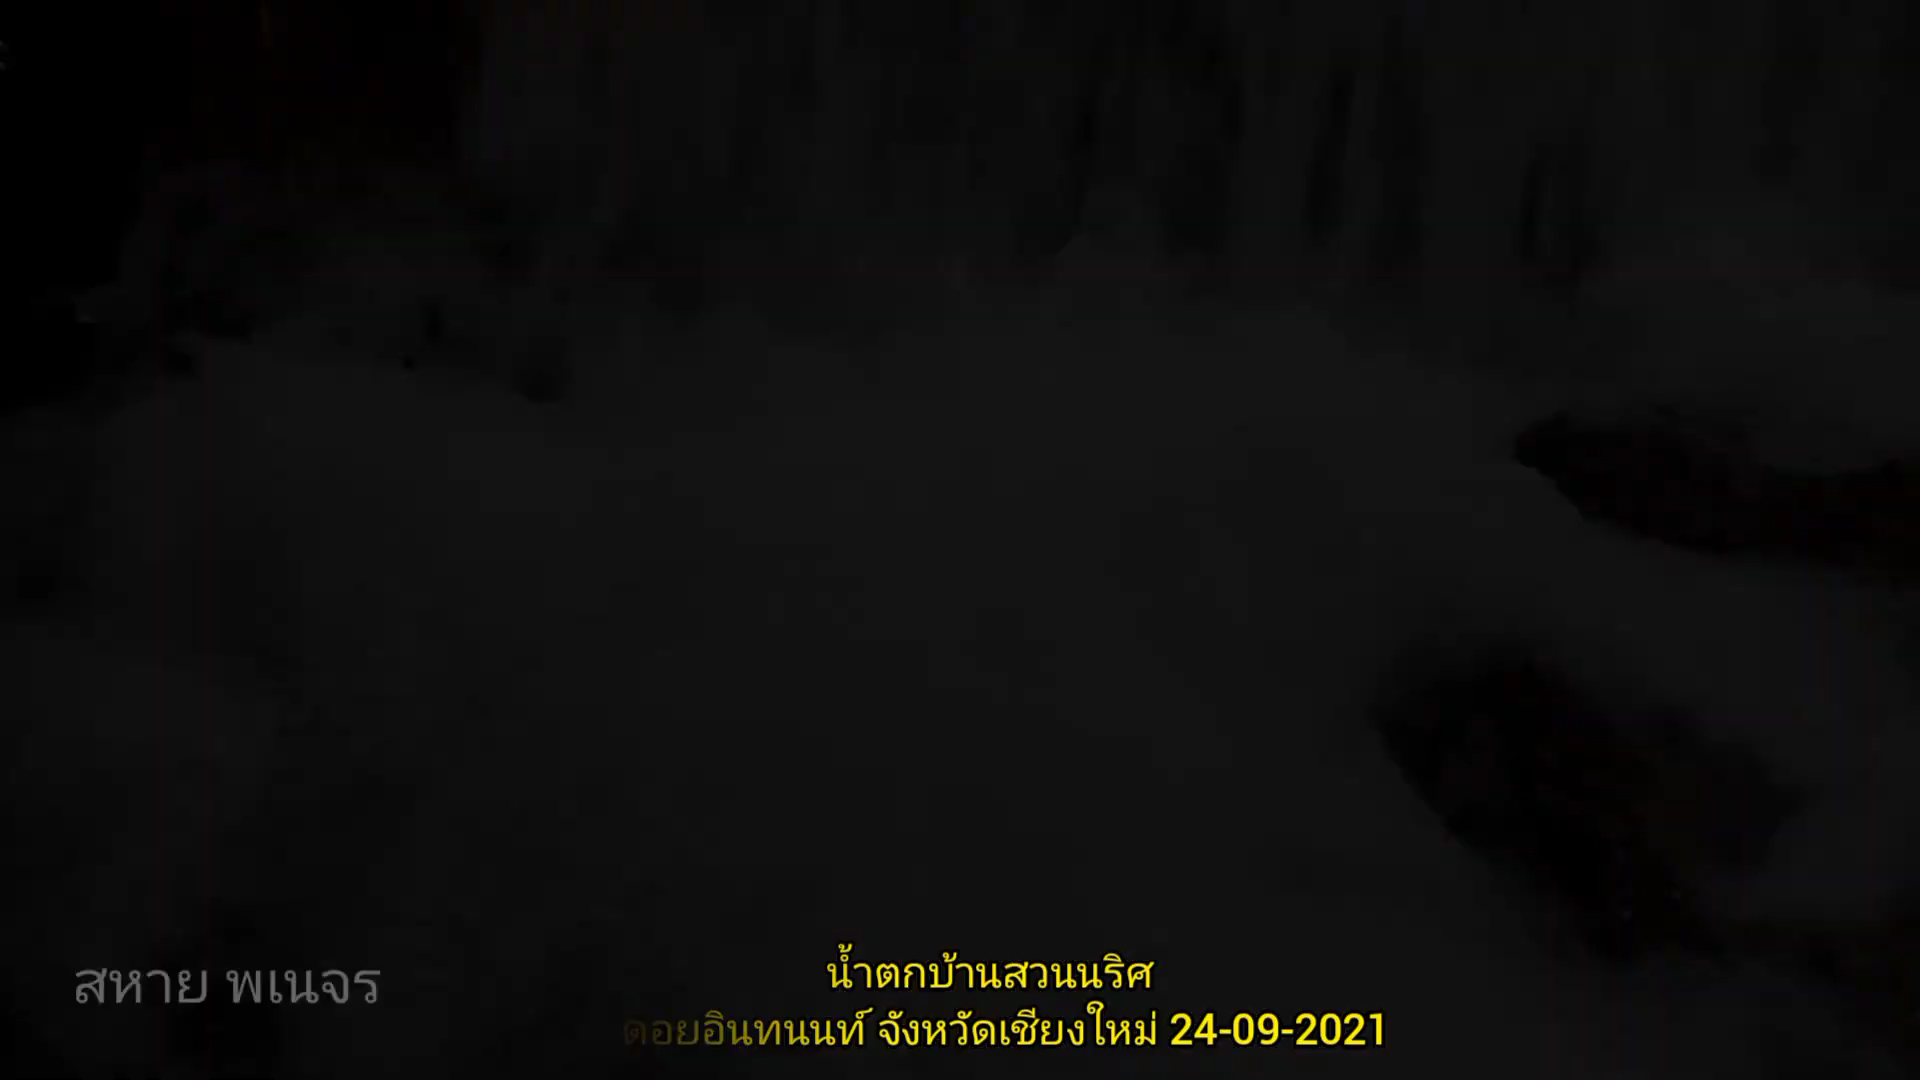 น้ำตกบ้านสวนนริศ
สหาย พเนจร
ดอยอินทนนท์ จังหวัดเชียงใหม่ 24-09-2021